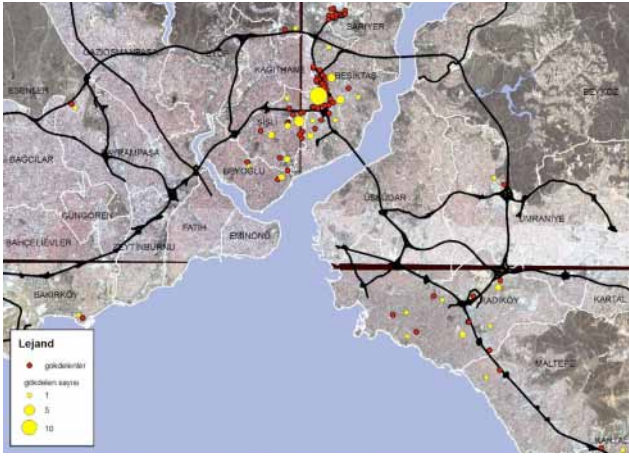 SARIYER
GAZİOSMANPAŞA
KAĞITHANE
BEŞİKTAŞ
ESENLER
BEYKOZ
ŞİŞLİ
BAYRAMPAŞA
BAĞCILAR
BEYOĞLU
ÜSKÜDAR
GÜNGÖREN
ÜMRANİYE
FATİH
EMİNÖNÜ
BAHÇELİEVLER
ZEYTİNBURNU
BAKIRKÖY
KADIKÖY
KARTAL
Lejand
gökdelenler
gökdelen sayısı
1
5
10
MALTEPE
KARTAL